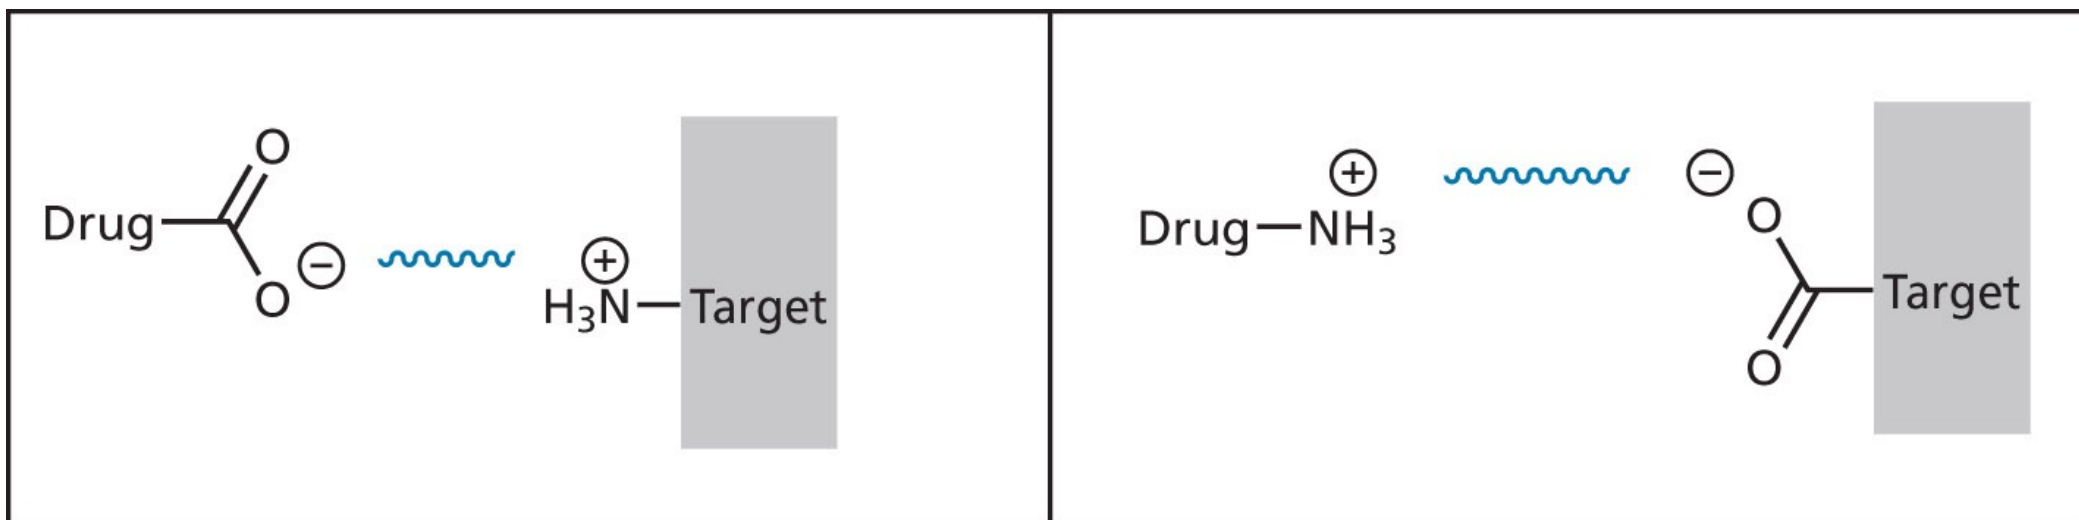 O
Drug
O
⊖
⊕
H₃N
Target
⊕
Drug
NH₃
⊖
O
Target
O